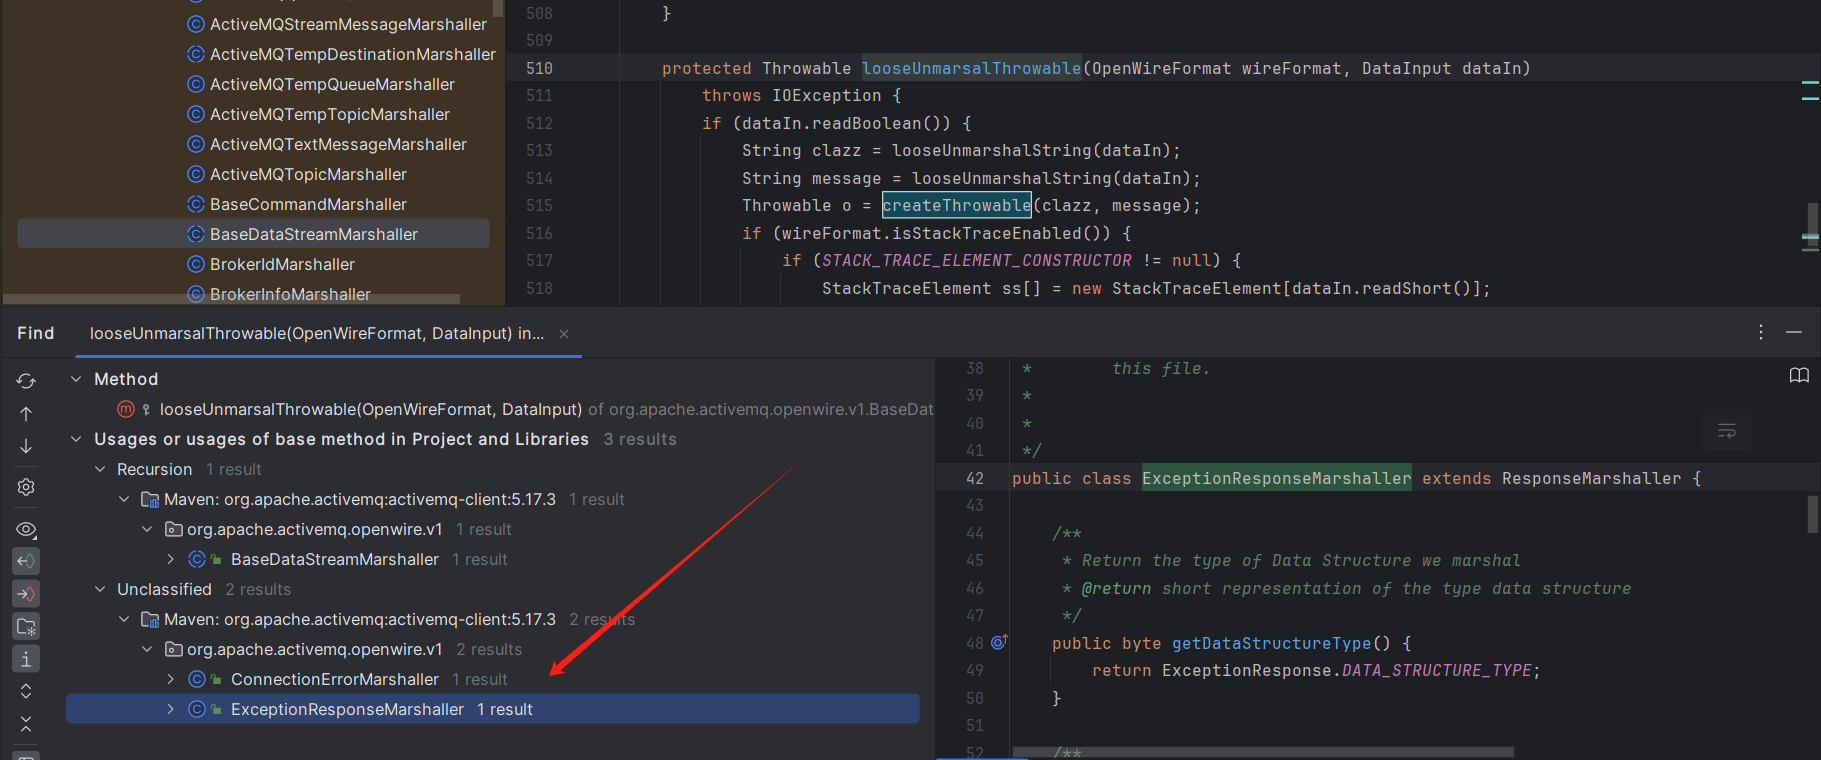 ActiveMQStreamMessageMarshaller
ActiveMQTempDestinationMarshaller
ActiveMQTempQueueMarshaller
ActiveMQTempTopicMarshaller
ActiveMQTextMessageMarshaller
ActiveMQTopicMarshaller
BaseCommandMarshaller
BaseDataStreamMarshaller
BrokerIdMarshaller
BrokerInfoMarshaller
508 }
509
510 protected Throwable looseUnmarsalThrowable(OpenWireFormat wireFormat, DataInput dataIn)
511 throws IOException {
512 if (dataIn.readBoolean()) {
513 String clazz = looseUnmarshalString(dataIn);
514 String message = looseUnmarshalString(dataIn);
515 Throwable o = createThrowable(clazz, message);
516 if (wireFormat.isStackTraceEnabled()) {
517 if (STACK_TRACE_ELEMENT_CONSTRUCTOR != null) {
518 StackTraceElement ss[] = new StackTraceElement[dataIn.readShort()];
Find looseUnmarsalThrowable(OpenWireFormat, DataInput) in...
Method
looseUnmarsalThrowable(OpenWireFormat, DataInput) of org.apache.activemq.openwire.v1.BaseDat
Usages or usages of base method in Project and Libraries 3 results
Recursion 1 result
Maven: org.apache.activemq:activemq-client:5.17.3 1 result
org.apache.activemq.openwire.v1 1 result
BaseDataStreamMarshaller 1 result
Unclassified 2 results
Maven: org.apache.activemq:activemq-client:5.17.3 2 results
org.apache.activemq.openwire.v1 2 results
ConnectionErrorMarshaller 1 result
ExceptionResponseMarshaller 1 result
38 * this file.
39 *
40 *
41 */
42 public class ExceptionResponseMarshaller extends ResponseMarshaller {
43
44 /**
45 * Return the type of Data Structure we marshal
46 * @return short representation of the type data structure
47 */
48 public byte getDataStructureType() {
49 return ExceptionResponse.DATA_STRUCTURE_TYPE;
50 }
51
52 /**